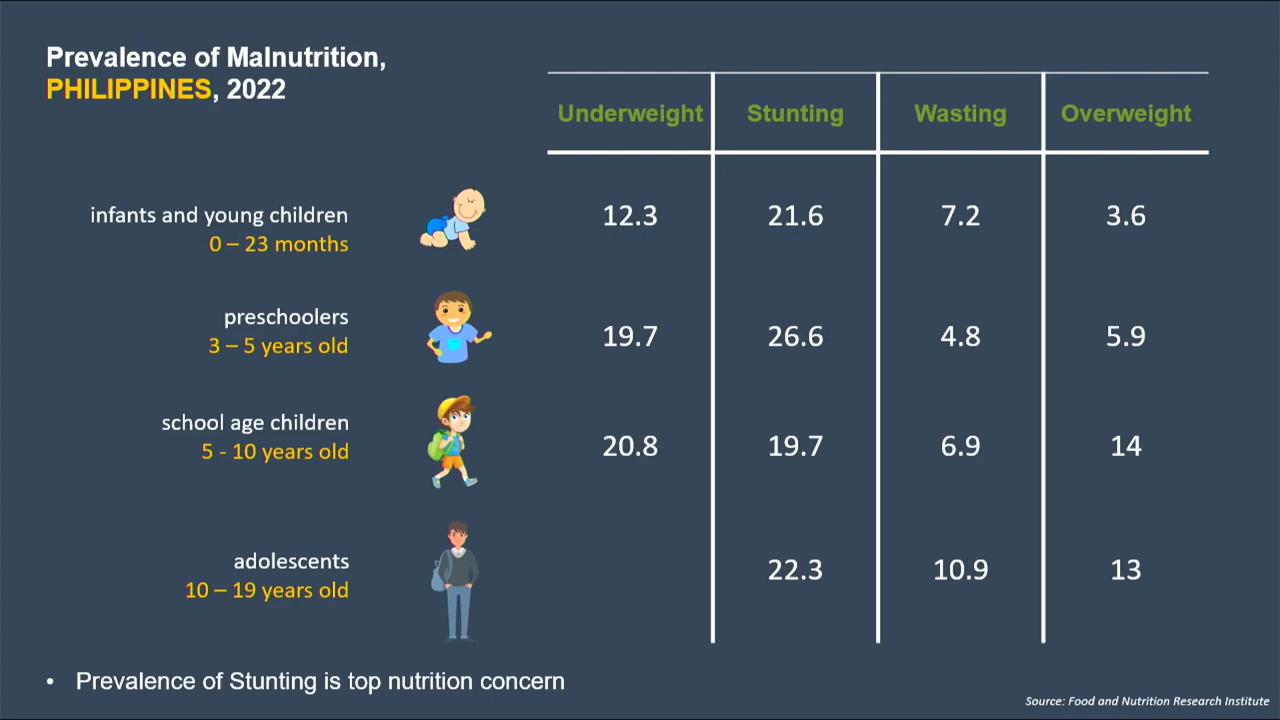 Prevalence of Malnutrition,
PHILIPPINES, 2022
Underweight Stunting Wasting Overweight
infants and young children
0 – 23 months
12.3 21.6 7.2 3.6
preschoolers
3 – 5 years old
19.7 26.6 4.8 5.9
school age children
5 - 10 years old
20.8 19.7 6.9 14
adolescents
10 – 19 years old
22.3 10.9 13
• Prevalence of Stunting is top nutrition concern
Source: Food and Nutrition Research Institute